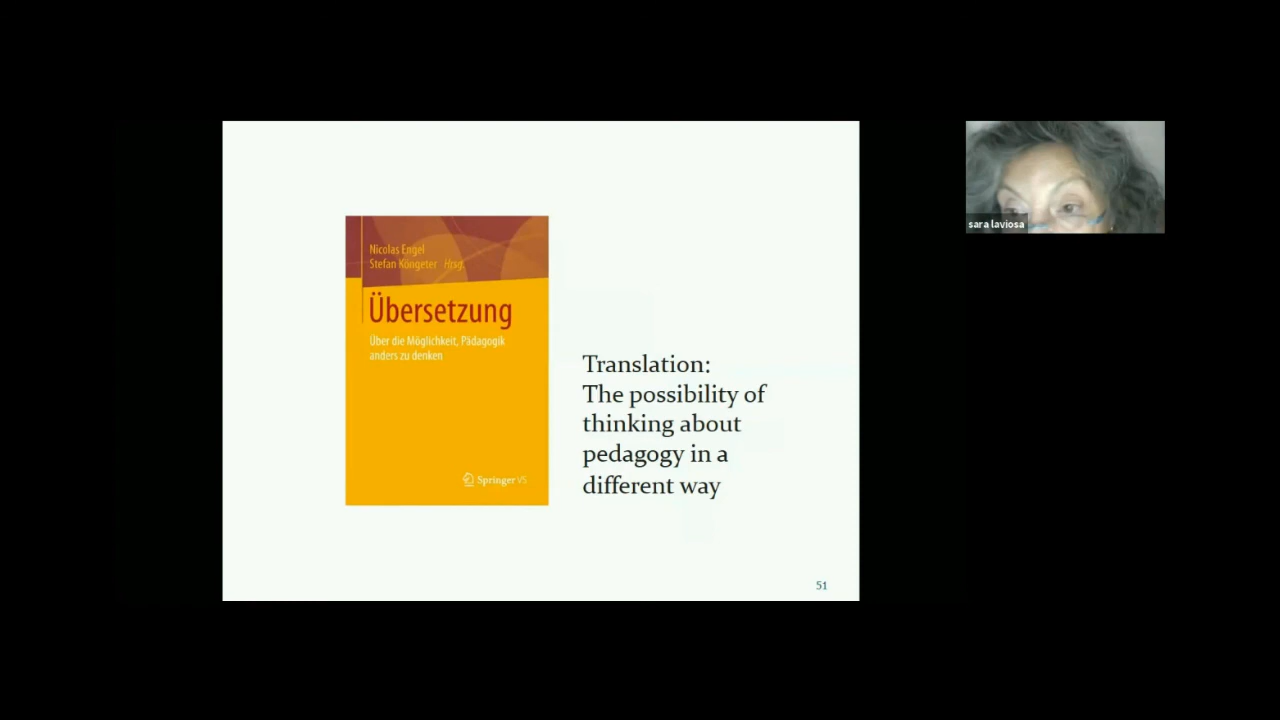 Nicolas Engel
Stefan Köngeter Hrsg.
Übersetzung
Über die Möglichkeit, Pädagogik
anders zu denken
Springer VS
Translation:
The possibility of
thinking about
pedagogy in a
different way
51
sara laviosa